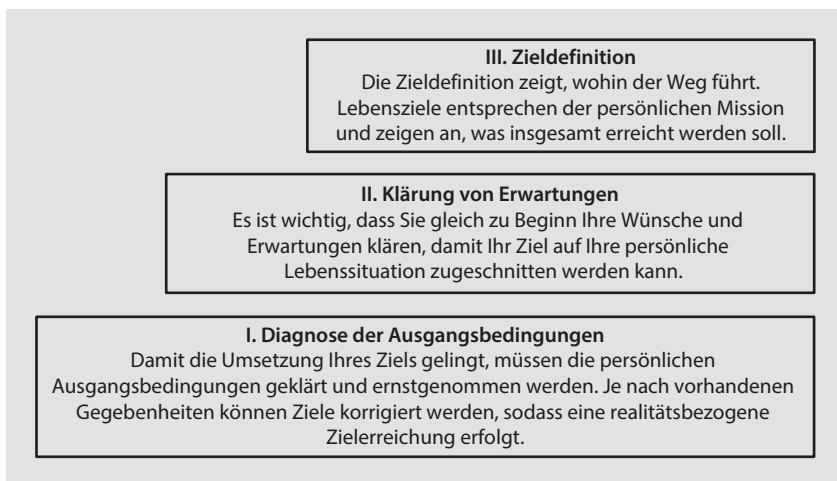 III. Zieldefinition
Die Zieldefinition zeigt, wohin der Weg führt.
Lebensziele entsprechen der persönlichen Mission
und zeigen an, was insgesamt erreicht werden soll.
II. Klärung von Erwartungen
Es ist wichtig, dass Sie gleich zu Beginn Ihre Wünsche und
Erwartungen klären, damit Ihr Ziel auf Ihre persönliche
Lebenssituation zugeschnitten werden kann.
I. Diagnose der Ausgangsbedingungen
Damit die Umsetzung Ihres Ziels gelingt, müssen die persönlichen
Ausgangsbedingungen geklärt und ernstgenommen werden. Je nach vorhandenen
Gegebenheiten können Ziele korrigiert werden, sodass eine realitätsbezogene
Zielerreichung erfolgt.